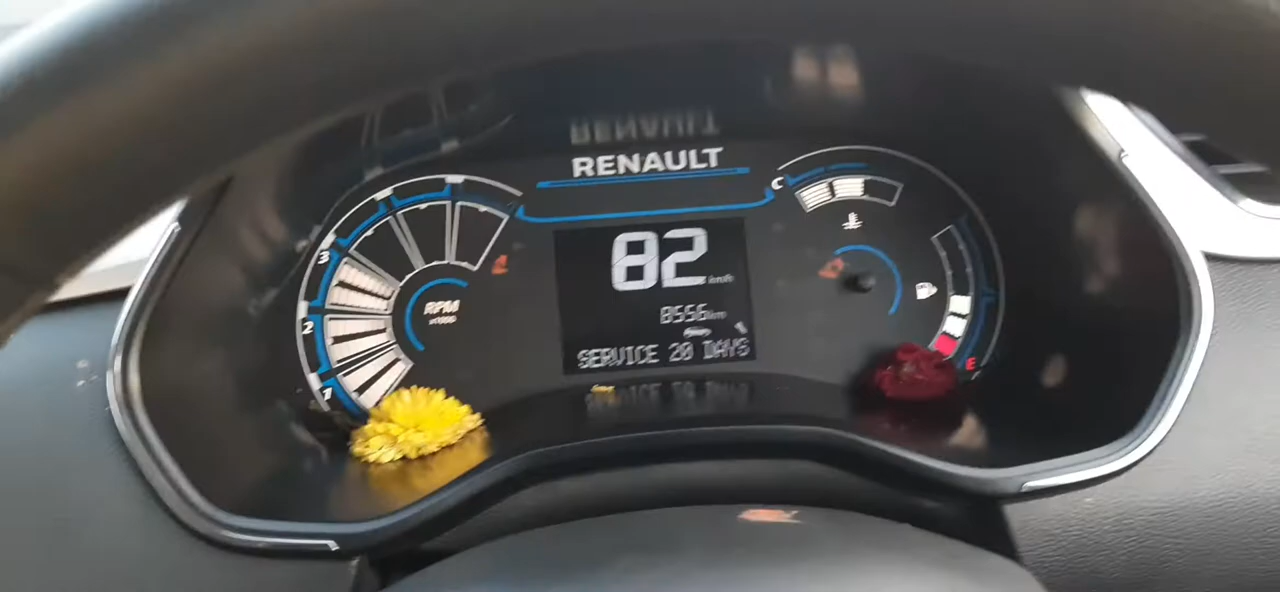 RENAULT
C
82 km/h
3
RPM
x1000
8556km
2
SERVICE 20 DAYS
E
1